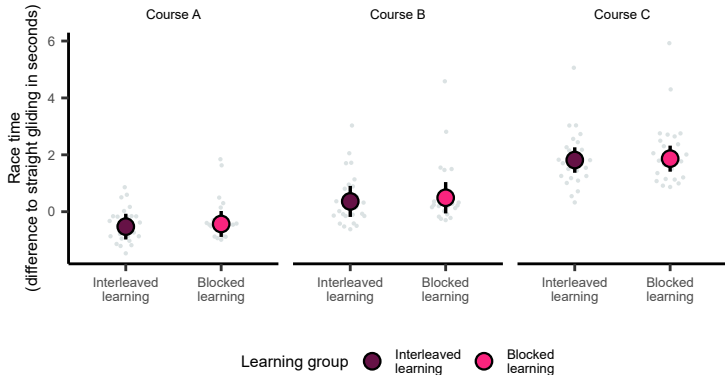 Course A
Course B
Course C
Race time
(difference to straight gliding in seconds)
6
4
2
0
Interleaved
learning
Blocked
learning
Interleaved
learning
Blocked
learning
Interleaved
learning
Blocked
learning
Learning group
Interleaved
learning
Blocked
learning